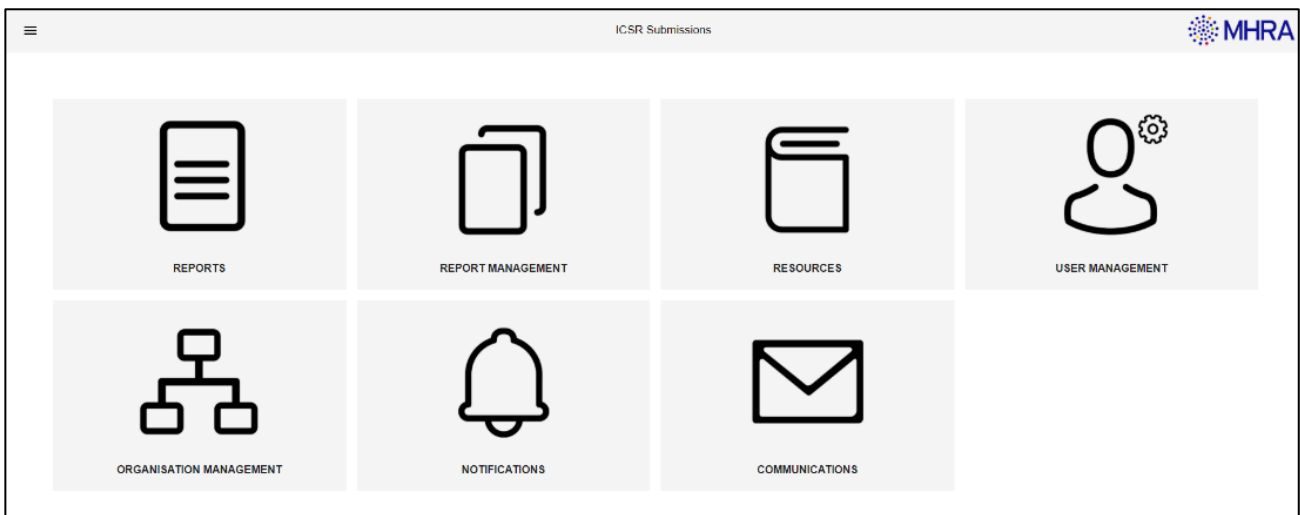 ICSR Submissions
MHRA
REPORTS
REPORT MANAGEMENT
RESOURCES
USER MANAGEMENT
ORGANISATION MANAGEMENT
NOTIFICATIONS
COMMUNICATIONS